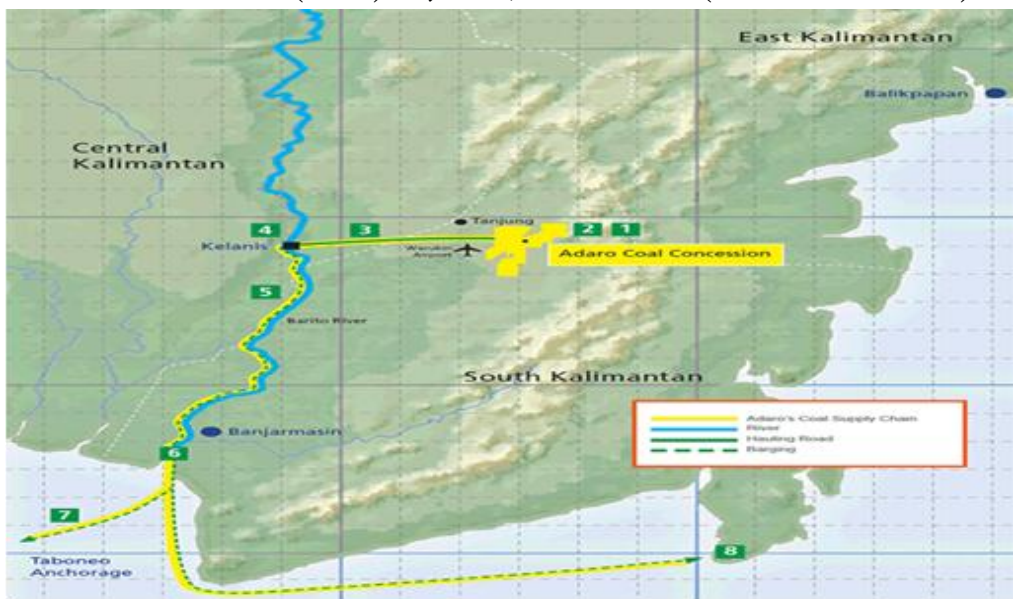 East Kalimantan
Balikpapan
Central
Kalimantan
Tanjung
4
3
2
1
Kelanis
Warukin
Airport
Adaro Coal Concession
5
Barito River
South Kalimantan
Adaro's Coal Supply Chain
River
Hauling Road
Barging
Banjarmasin
6
7
8
Taboneo
Anchorage